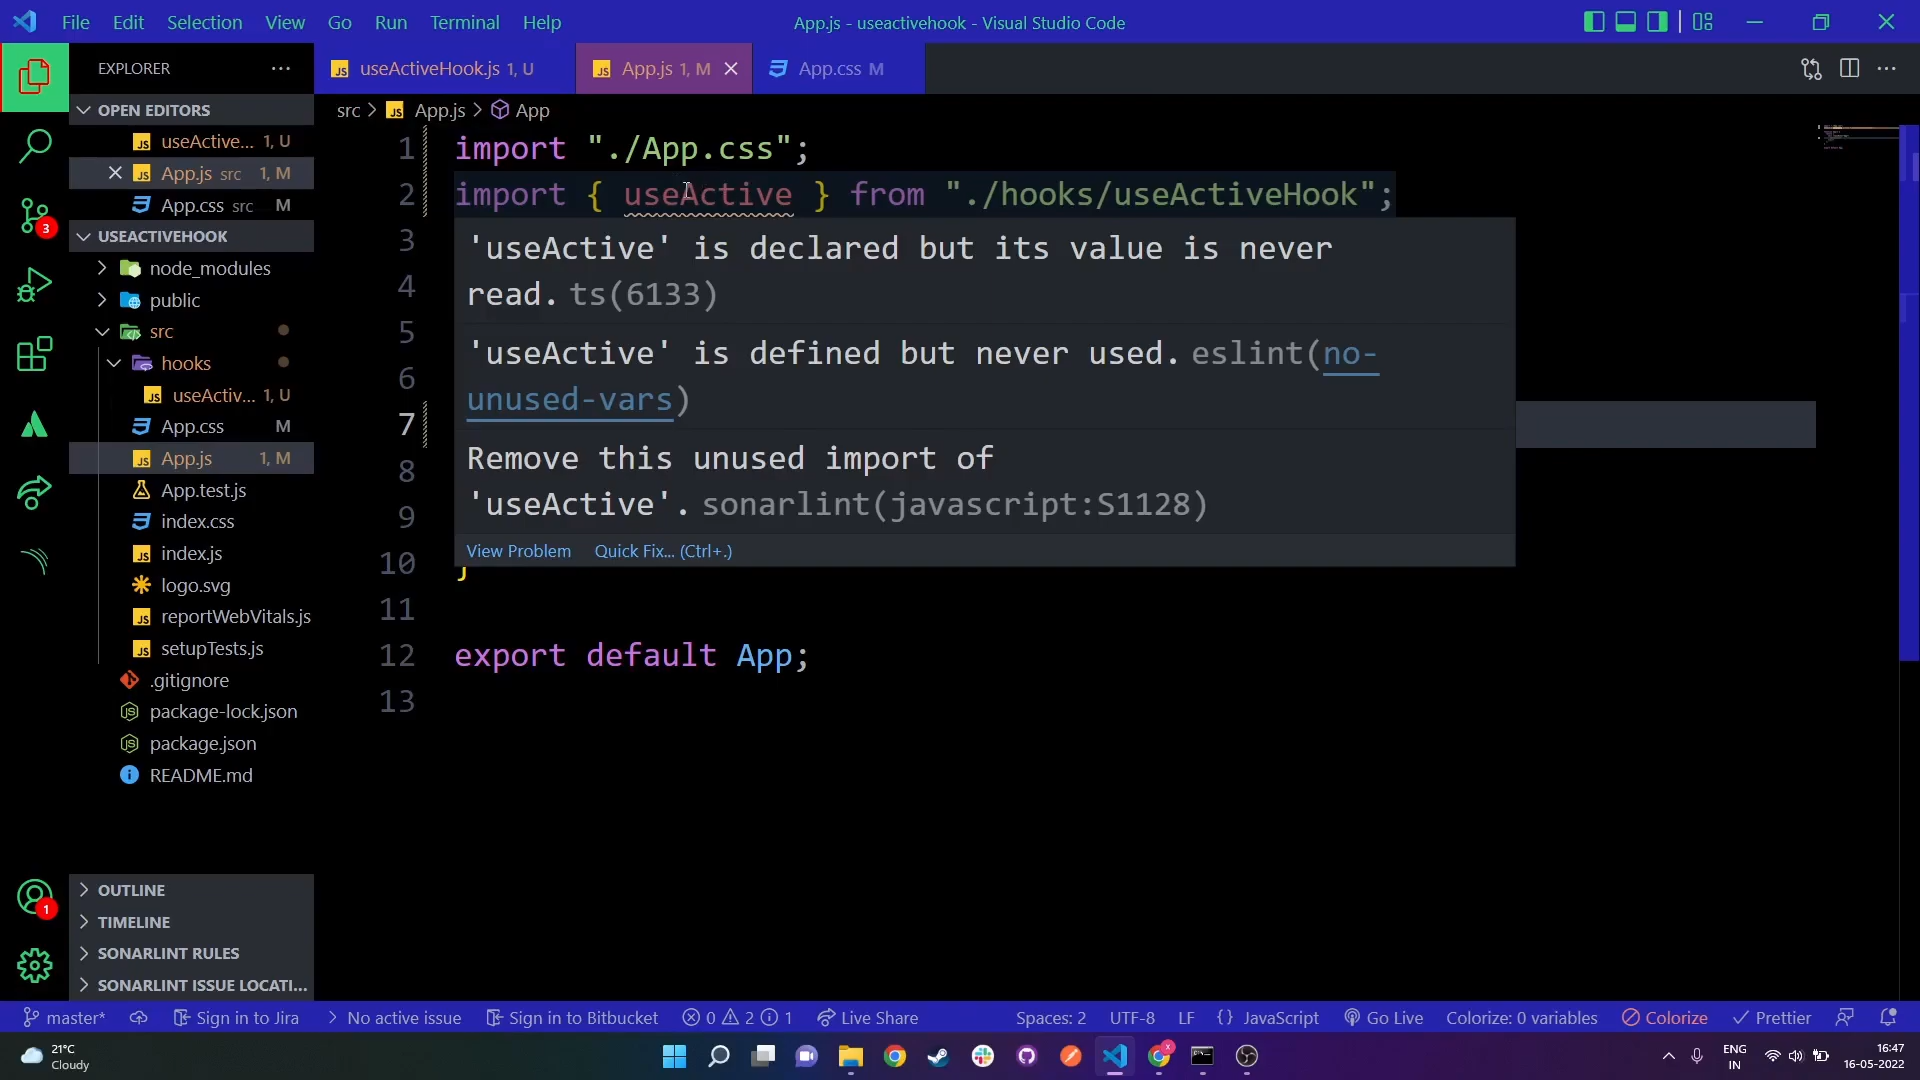 File Edit Selection View Go Run Terminal Help
App.js - useactivehook - Visual Studio Code
EXPLORER
useActiveHook.js 1, U
App.js 1, M
App.css M
OPEN EDITORS
useActive... 1, U
App.js src 1, M
App.css src M
USEACTIVEHOOK
node_modules
public
src
hooks
useActiv... 1, U
App.css M
App.js 1, M
App.test.js
index.css
index.js
logo.svg
reportWebVitals.js
setupTests.js
.gitignore
package-lock.json
package.json
README.md
OUTLINE
TIMELINE
SONARLINT RULES
SONARLINT ISSUE LOCATI...
3
1
src > App.js > App
1 import "./App.css";
2 import { useActive } from "./hooks/useActiveHook";
3
4
5
6
7
8
9
10 }
11
12 export default App;
13
'useActive' is declared but its value is never
read. ts(6133)
'useActive' is defined but never used. eslint(no-
unused-vars)
Remove this unused import of
'useActive'. sonarlint(javascript:S1128)
View Problem Quick Fix... (Ctrl+.)
master* Sign in to Jira No active issue Sign in to Bitbucket 0 2 1 Live Share Spaces: 2 UTF-8 LF {} JavaScript Go Live Colorize: 0 variables Colorize Prettier
21°C
Cloudy
ENG
IN
16:47
16-05-2022